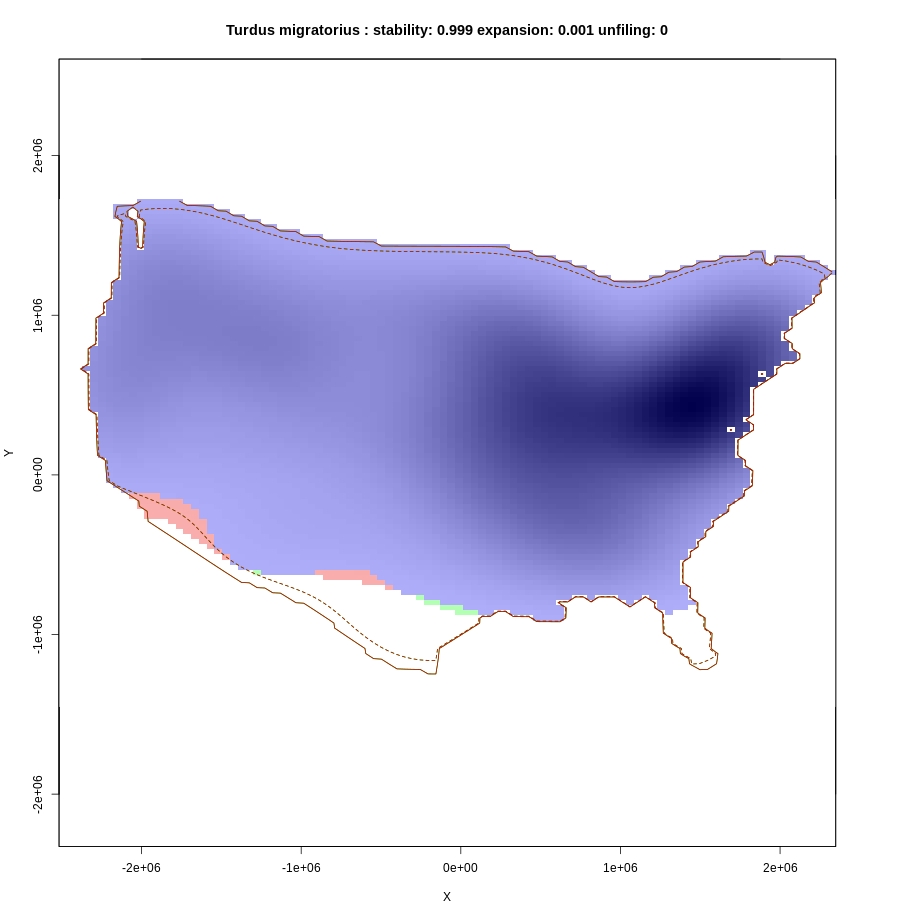 Turdus migratorius : stability: 0.999 expansion: 0.001 unfiling: 0
2e+06
1e+06
0e+00
-1e+06
-2e+06
Y
-2e+06 -1e+06 0e+00 1e+06 2e+06
X